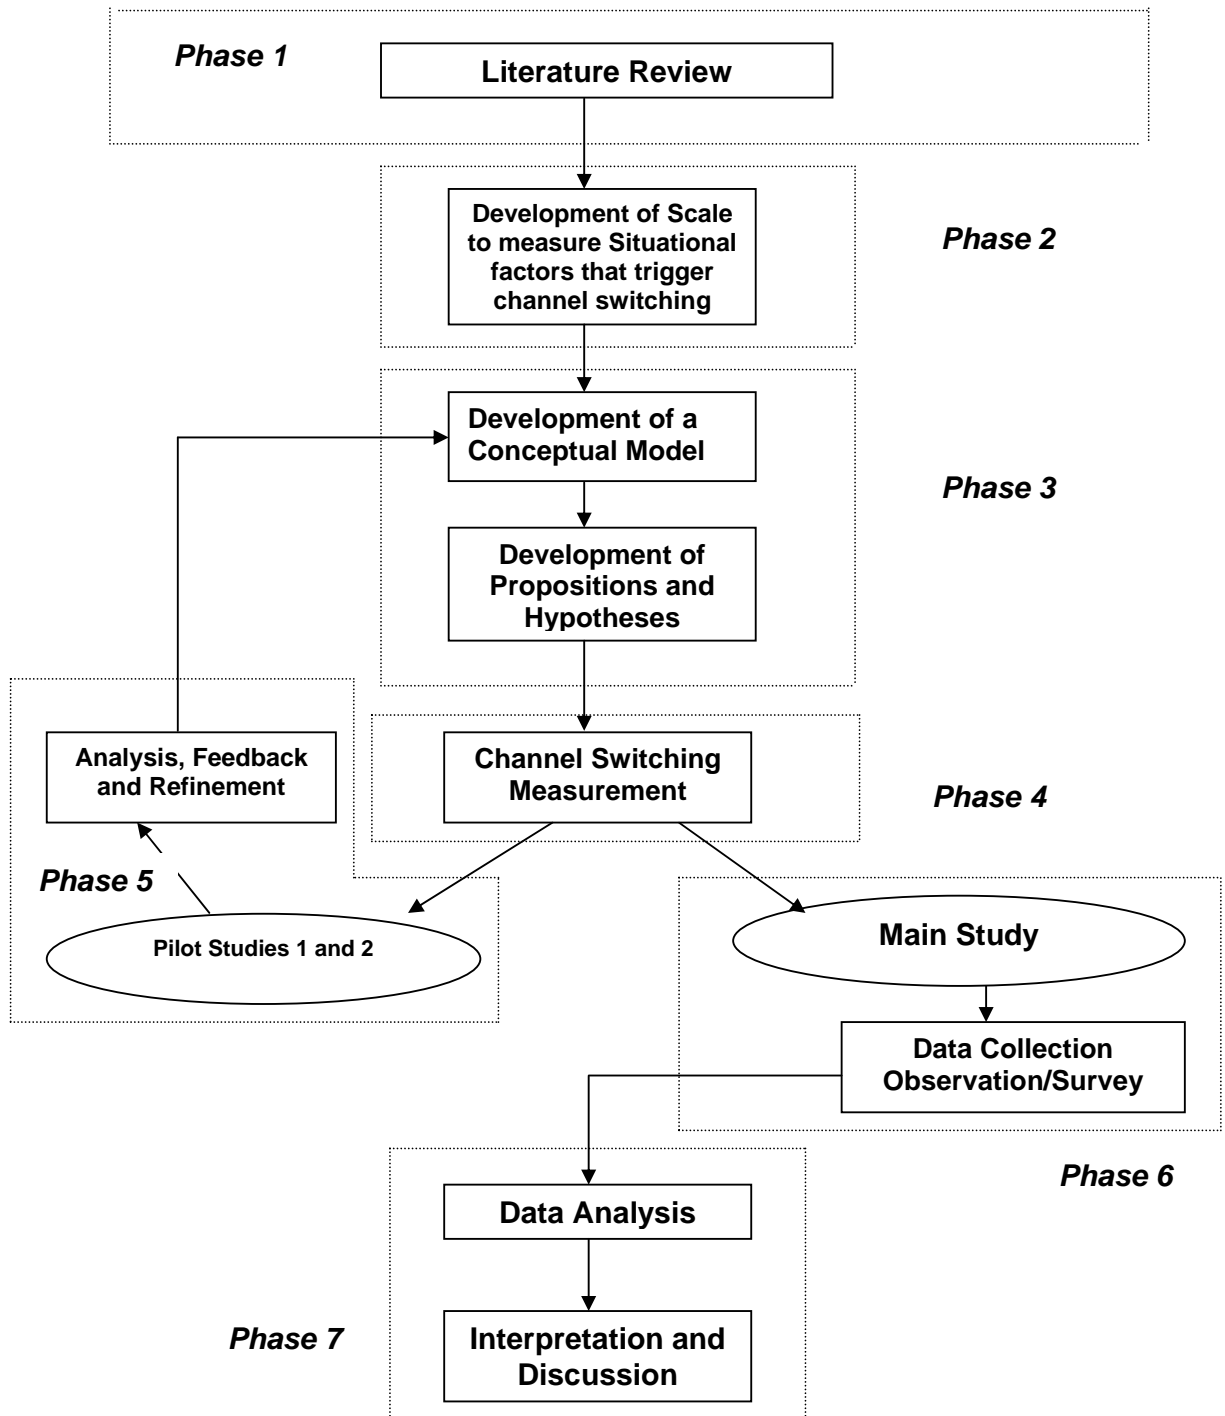 Phase 1
Literature Review
Development of Scale
to measure Situational
factors that trigger
channel switching
Phase 2
Development of a
Conceptual Model
Phase 3
Development of
Propositions and
Hypotheses
Analysis, Feedback
and Refinement
Channel Switching
Measurement
Phase 4
Phase 5
Pilot Studies 1 and 2
Main Study
Data Collection
Observation/Survey
Phase 6
Data Analysis
Phase 7
Interpretation and
Discussion